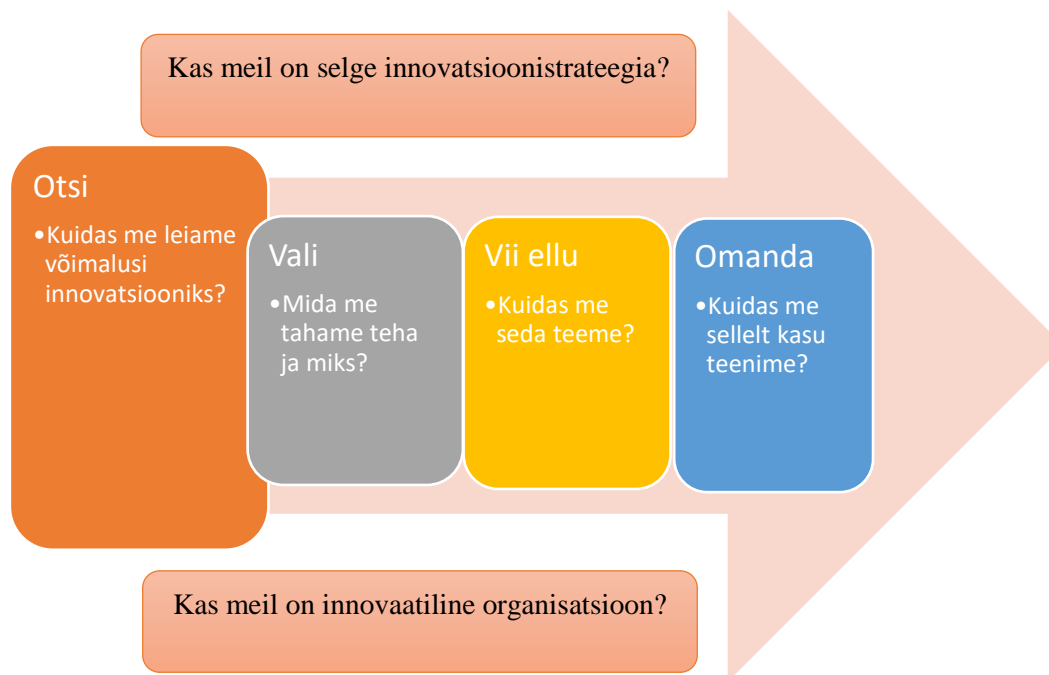 Kas meil on selge innovatsioonistrateegia?
Otsi
•Kuidas me leiame
võimalusi
innovatsiooniks?
Vali
•Mida me
tahame teha
ja miks?
Vii ellu
•Kuidas me
seda teeme?
Omanda
•Kuidas me
sellelt kasu
teenime?
Kas meil on innovaatiline organisatsioon?